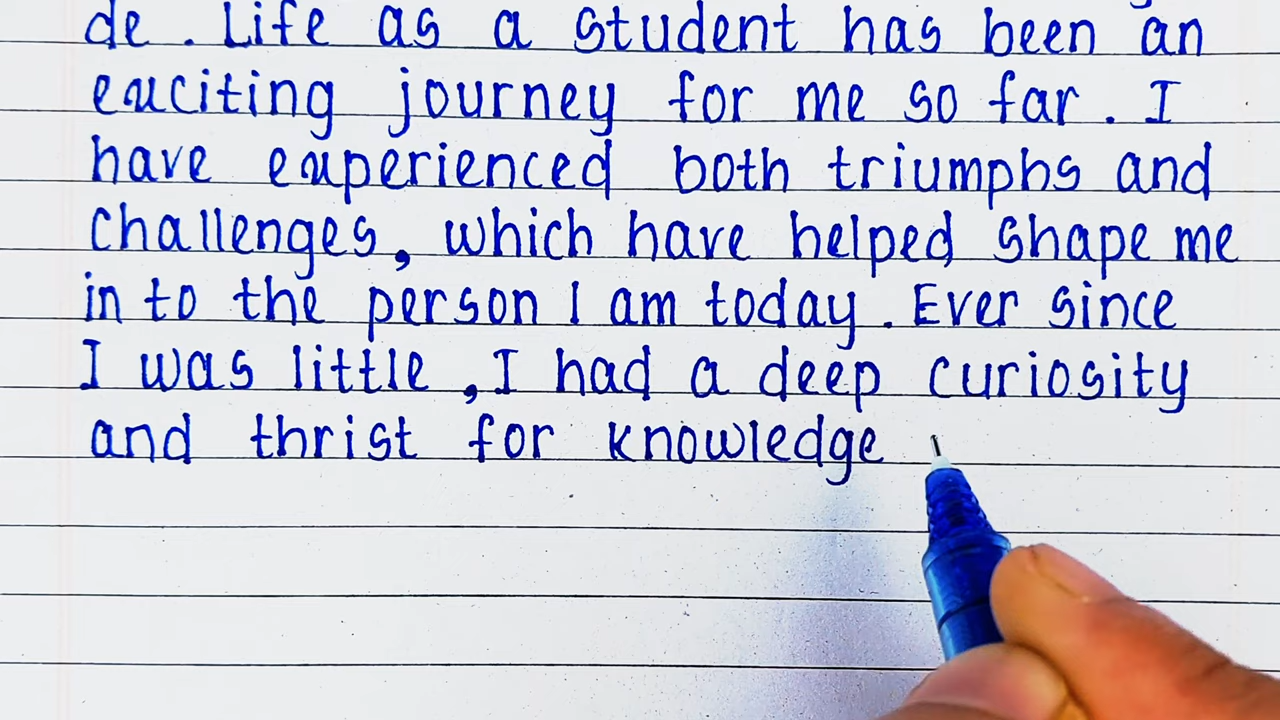 de. Life as a student has been an
exciting journey for me so far. I
have experienced both triumphs and
challenges, which have helped shape me
in to the person I am today. Ever since
I was little, I had a deep curiosity
and thrist for knowledge